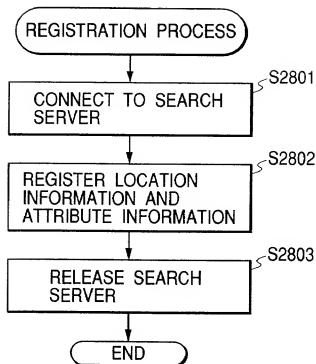 REGISTRATION PROCESS
S2801
CONNECT TO SEARCH
SERVER
S2802
REGISTER LOCATION
INFORMATION AND
ATTRIBUTE INFORMATION
S2803
RELEASE SEARCH
SERVER
END